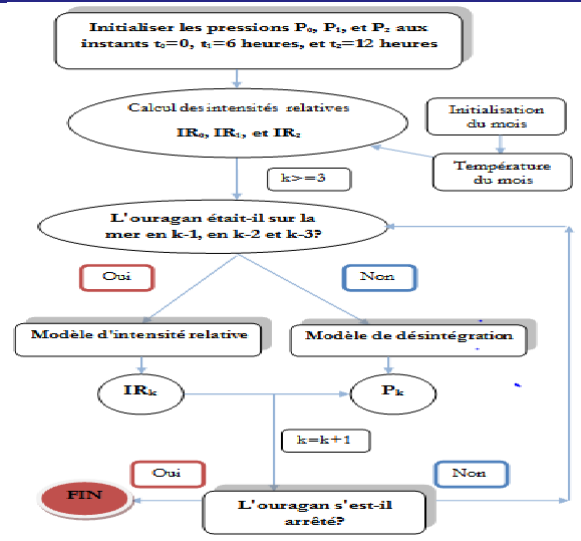 Initialiser les pressions P₀, P₁, et P₂ aux
instants t₀=0, t₁=6 heures, et t₂=12 heures
Calcul des intensités relatives
IR₀, IR₁, et IR₂
Initialisation
du mois
Température
du mois
k>=3
L'ouragan était-il sur la
mer en k-1, en k-2 et k-3?
Oui
Non
Modèle d'intensité relative
Modèle de désintégration
IRₖ
Pₖ
k=k+1
Oui
Non
FIN
L'ouragan s'est-il
arrêté?